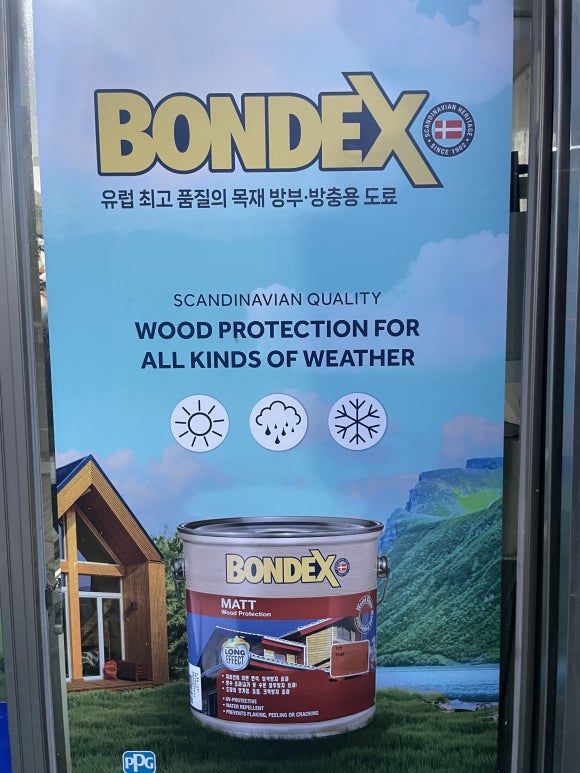 BONDEX
SCANDINAVIAN HERITAGE
SINCE 1902
유럽 최고 품질의 목재 방부·방충용 도료
SCANDINAVIAN QUALITY
WOOD PROTECTION FOR
ALL KINDS OF WEATHER
BONDEX
MATT
Wood Protection
LONG
EFFECT
• UV-PROTECTIVE
• WATER REPELLENT
• PREVENTS FLAKING, PEELING OR CRACKING
PPG